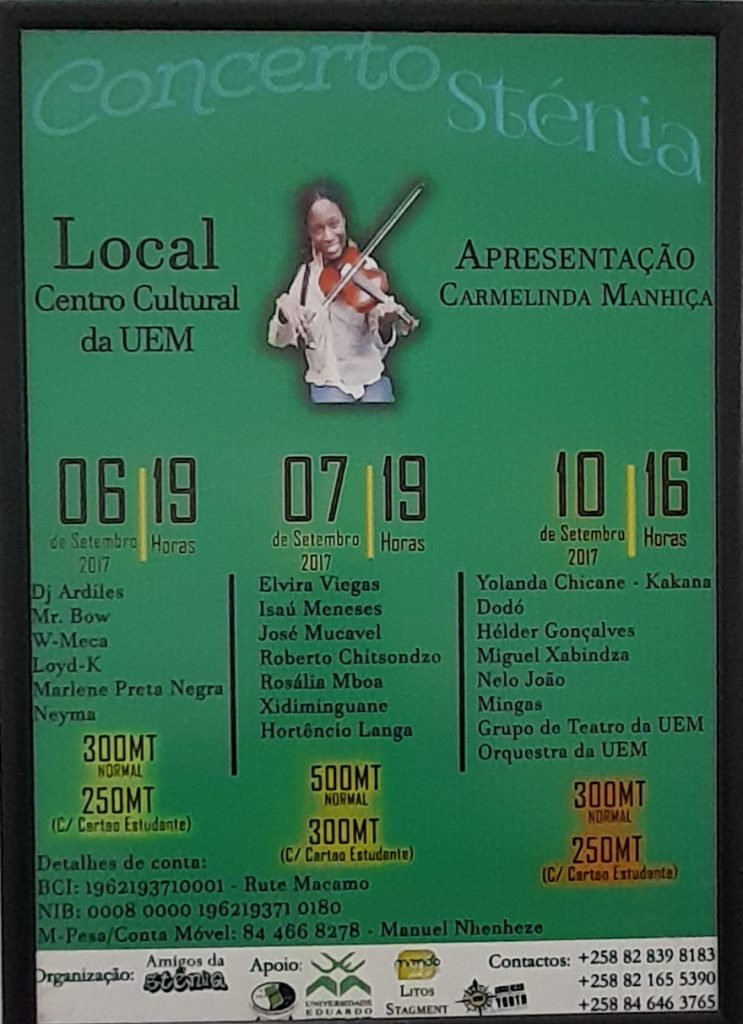 Concerto Sténia
Local
Centro Cultural
da UEM
APRESENTAÇÃO
CARMELINDA MANHIÇA
06 19
de Setembro Horas
2017
Dj Ardiles
Mr. Bow
W-Meca
Loyd-K
Marlene Preta Negra
Neyma
300MT
NORMAL
250MT
(C/ Cartao Estudante)
07 19
de Setembro Horas
2017
Elvira Viegas
Isaú Meneses
José Mucavel
Roberto Chitsondzo
Rosália Mboa
Xidiminguane
Hortêncio Langa
500MT
NORMAL
300MT
(C/ Cartao Estudante)
10 16
de Setembro Horas
2017
Yolanda Chicane - Kakana
Dodó
Hélder Gonçalves
Miguel Xabindza
Nelo João
Mingas
Grupo de Teatro da UEM
Orquestra da UEM
300MT
NORMAL
250MT
(C/ Cartao Estudante)
Detalhes de conta:
BCI: 1962193710001 - Rute Macamo
NIB: 0008 0000 196219371 0180
M-Pesa/Conta Móvel: 84 466 8278 - Manuel Nhenheze
Organização:
Amigos da
sténia
Apoio:
UNIVERSIDADE
EDUARDO
LITOS
STAGMENT
YOUTH
Contactos: +258 82 839 8183
+258 82 165 5390
+258 84 646 3765